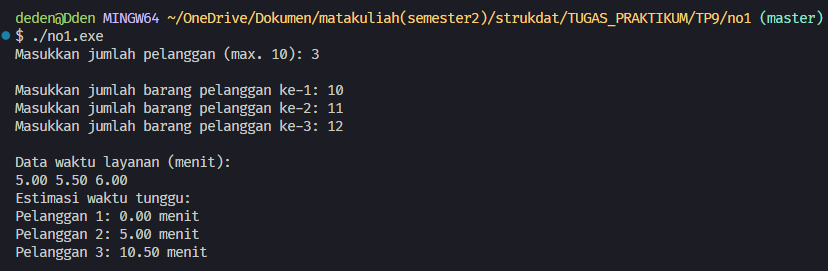 deden@Dden MINGW64 ~/OneDrive/Dokumen/matakuliah(semester2)/strukdat/TUGAS_PRAKTIKUM/TP9/no1 (master)
$ ./no1.exe
Masukkan jumlah pelanggan (max. 10): 3
Masukkan jumlah barang pelanggan ke-1: 10
Masukkan jumlah barang pelanggan ke-2: 11
Masukkan jumlah barang pelanggan ke-3: 12
Data waktu layanan (menit):
5.00 5.50 6.00
Estimasi waktu tunggu:
Pelanggan 1: 0.00 menit
Pelanggan 2: 5.00 menit
Pelanggan 3: 10.50 menit